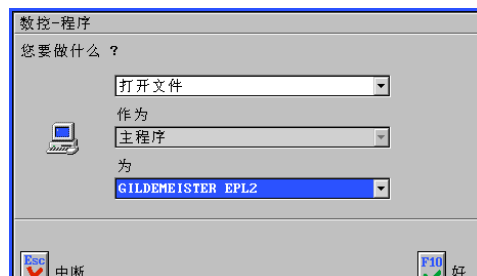 数控-程序
您要做什么 ?
打开文件
作为
主程序
为
GILDEMEISTER EPL2
Esc 中断
F10 好